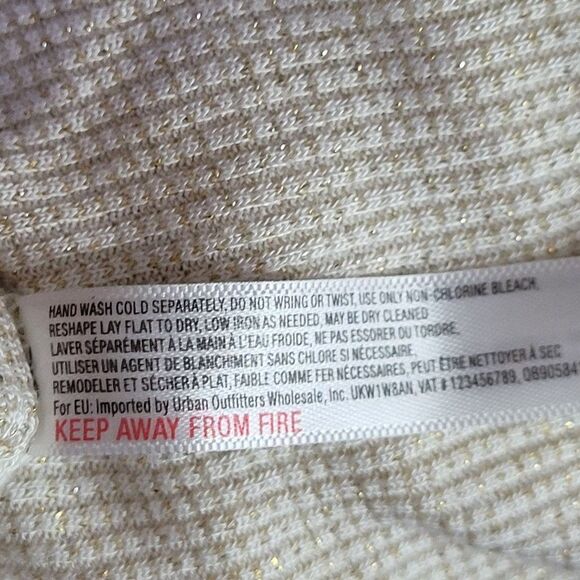 HAND WASH COLD SEPARATELY, DO NOT WRING OR TWIST, USE ONLY NON-CHLORINE BLEACH,
RESHAPE LAY FLAT TO DRY, LOW IRON AS NEEDED, MAY BE DRY CLEANED
LAVER SÉPARÉMENT À LA MAIN À L'EAU FROIDE, NE PAS ESSORER OU TORDRE,
UTILISER UN AGENT DE BLANCHIMENT SANS CHLORE SI NÉCESSAIRE,
REMODELER ET SÉCHER À PLAT, FAIBLE COMME FER NÉCESSAIRES, PEUT ÊTRE NETTOYER À SEC
For EU: Imported by Urban Outfitters Wholesale, Inc. UKW1W8AN, VAT # 123456789,
KEEP AWAY FROM FIRE